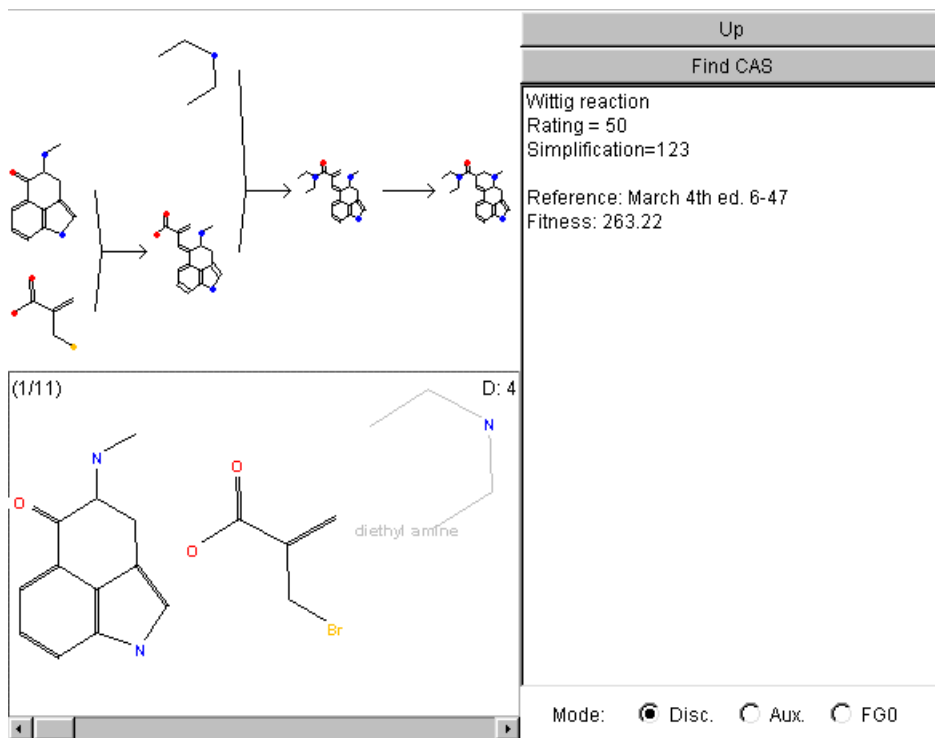 Up
Find CAS
Wittig reaction
Rating = 50
Simplification=123
Reference: March 4th ed. 6-47
Fitness: 263.22
(1/11)
D: 4
N
N
O
O
diethyl amine
O
Br
N
Mode:
Disc.
Aux.
FG0